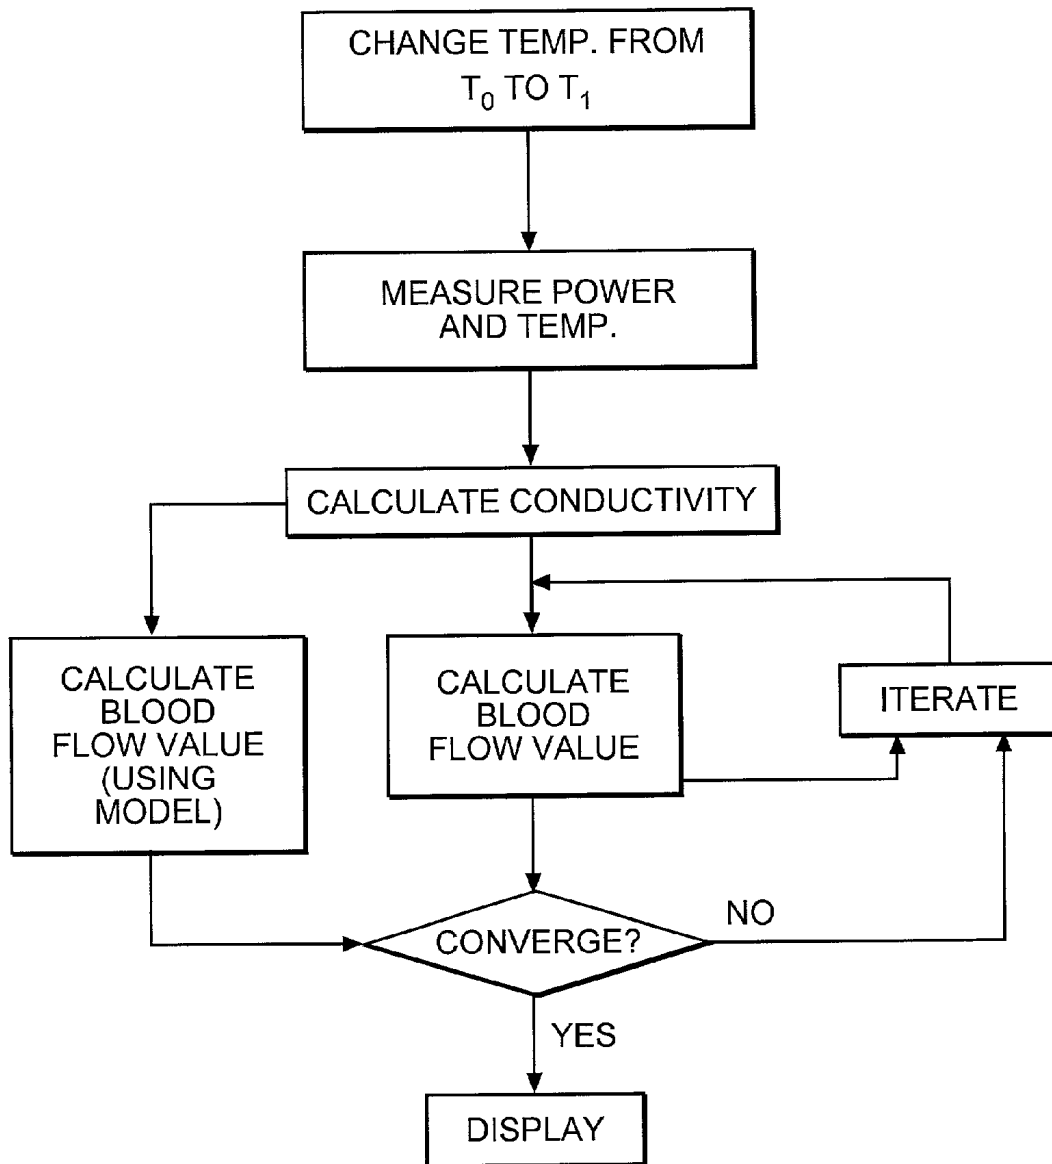 CHANGE TEMP. FROM
T₀ TO T₁
MEASURE POWER
AND TEMP.
CALCULATE CONDUCTIVITY
CALCULATE
BLOOD
FLOW VALUE
(USING
MODEL)
CALCULATE
BLOOD
FLOW VALUE
ITERATE
CONVERGE?
NO
YES
DISPLAY